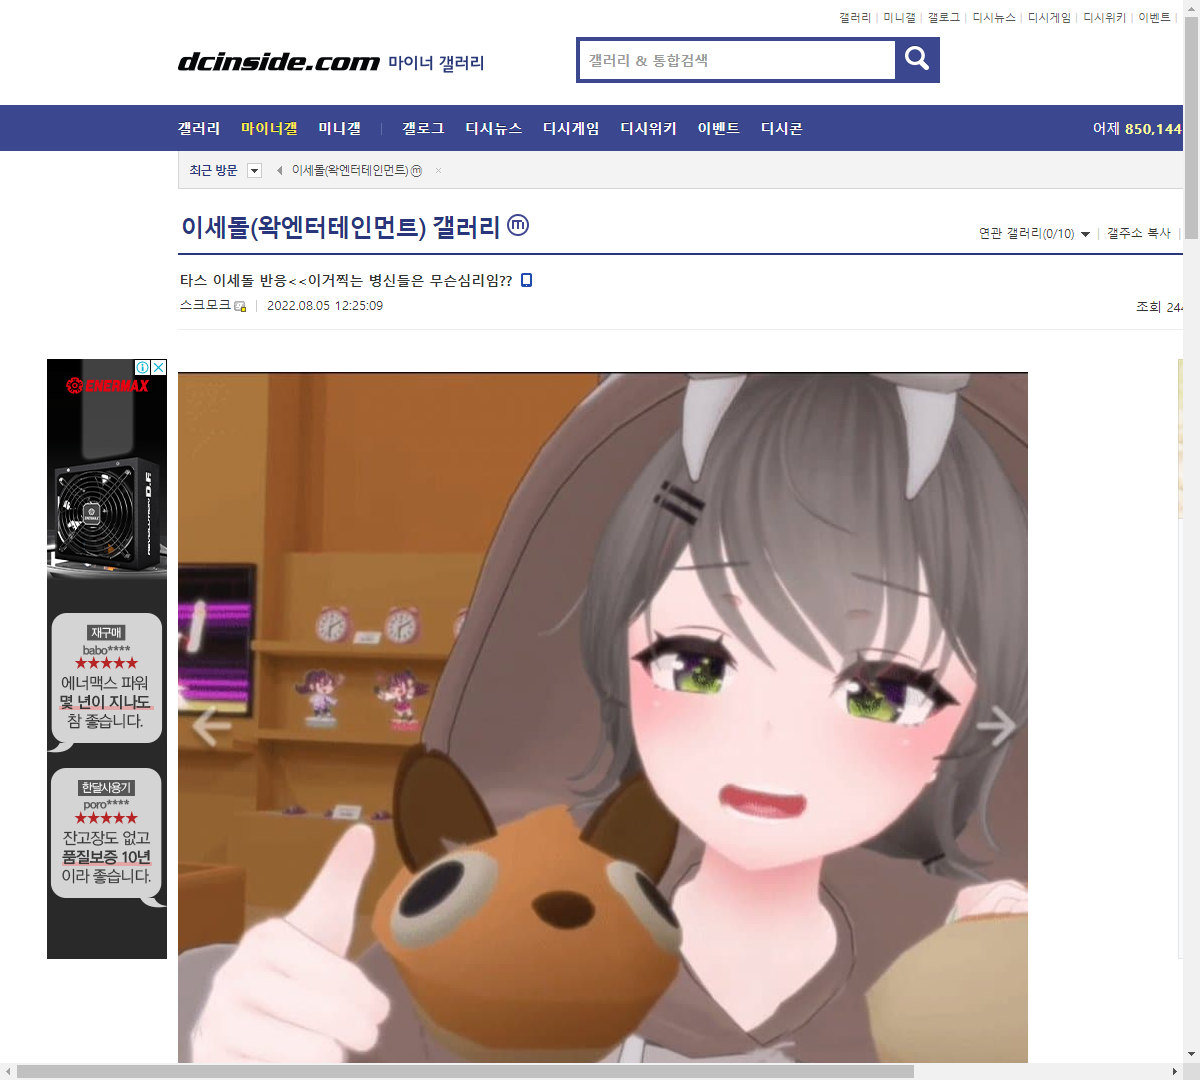 갤러리 | 미니갤 | 갤로그 | 디시뉴스 | 디시게임 | 디시위키 | 이벤트 |
dcinside.com 마이너 갤러리
갤러리 & 통합검색
갤러리 마이너갤 미니갤 | 갤로그 디시뉴스 디시게임 디시위키 이벤트 디시콘
어제 850,144
최근 방문
이세돌(왁엔터테인먼트) ⓜ ×
이세돌(왁엔터테인먼트) 갤러리 ⓜ
연관 갤러리(0/10) | 갤주소 복사 |
타스 이세돌 반응<<이거찍는 병신들은 무슨심리임??
스크모크 | 2022.08.05 12:25:09
조회 244
ENERMAX
REVOLUTION D.F.
재구매
babo****
★★★★★
에너맥스 파워
몇 년이 지나도
참 좋습니다.
한달사용기
poro****
★★★★★
잔고장도 없고
품질보증 10년
이라 좋습니다.